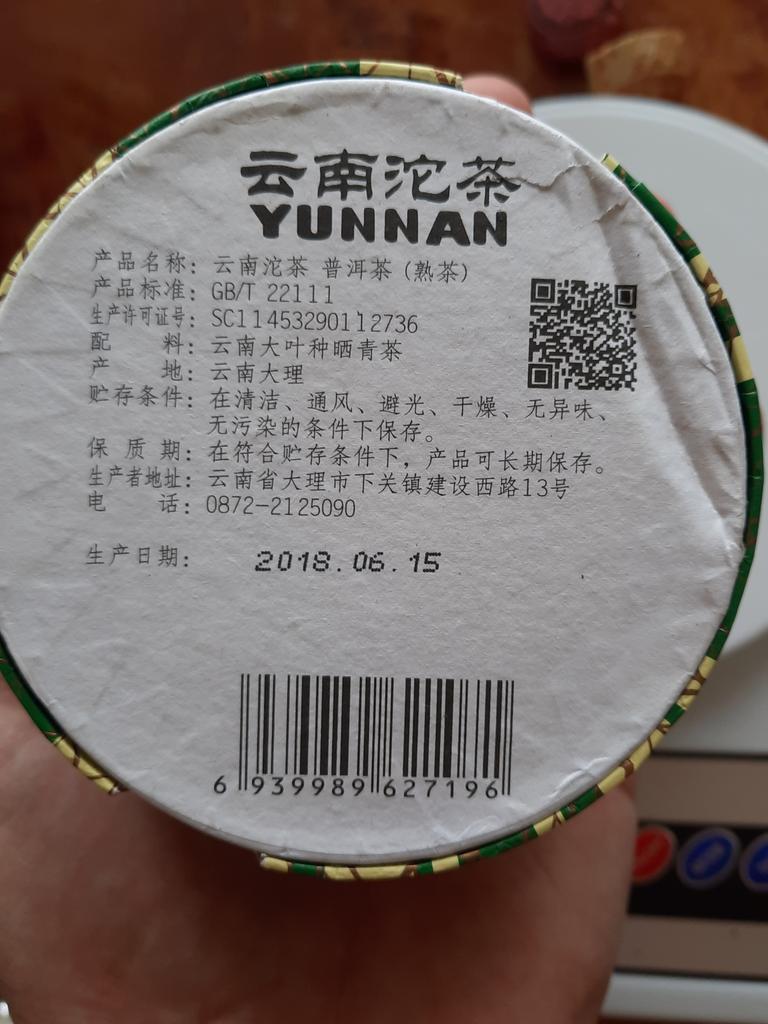 云南沱茶
YUNNAN
产品名称：云南沱茶 普洱茶（熟茶）
产品标准：GB/T 22111
生产许可证号：SC11453290112736
配 料：云南大叶种晒青茶
产 地：云南大理
贮存条件：在清洁、通风、避光、干燥、无异味、
无污染的条件下保存。
保 质 期：在符合贮存条件下，产品可长期保存。
生产者地址：云南省大理市下关镇建设西路13号
电 话：0872-2125090
生产日期： 2018.06.15
6 939989 627196